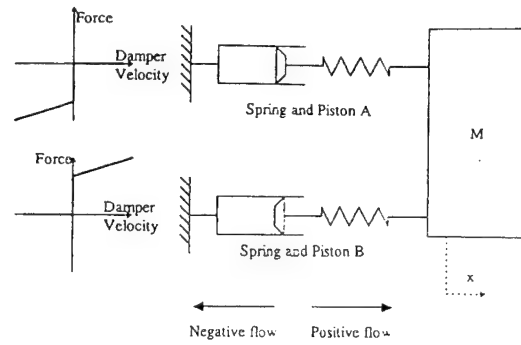 Force
Damper
Velocity
Spring and Piston A
M
Force
Damper
Velocity
Spring and Piston B
x
Negative flow
Positive flow